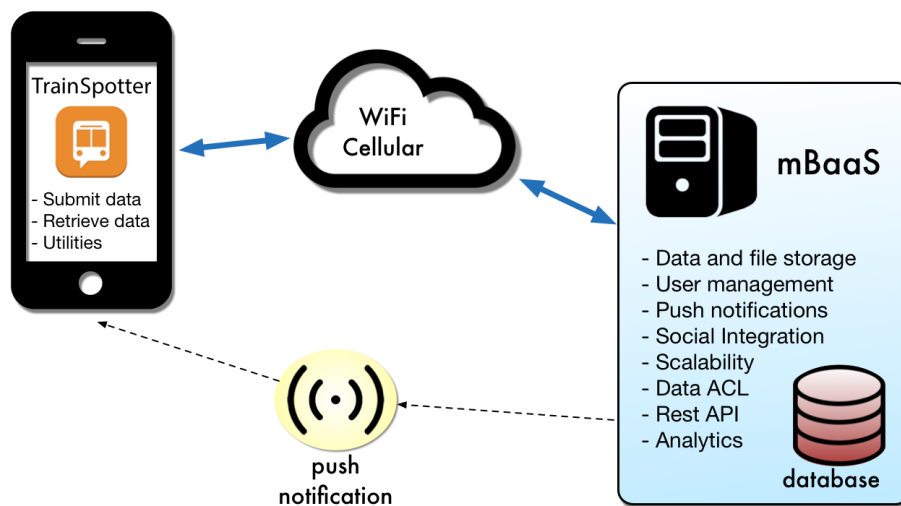 TrainSpotter
- Submit data
- Retrieve data
- Utilities
WiFi
Cellular
mBaaS
- Data and file storage
- User management
- Push notifications
- Social Integration
- Scalability
- Data ACL
- Rest API
- Analytics
database
push
notification